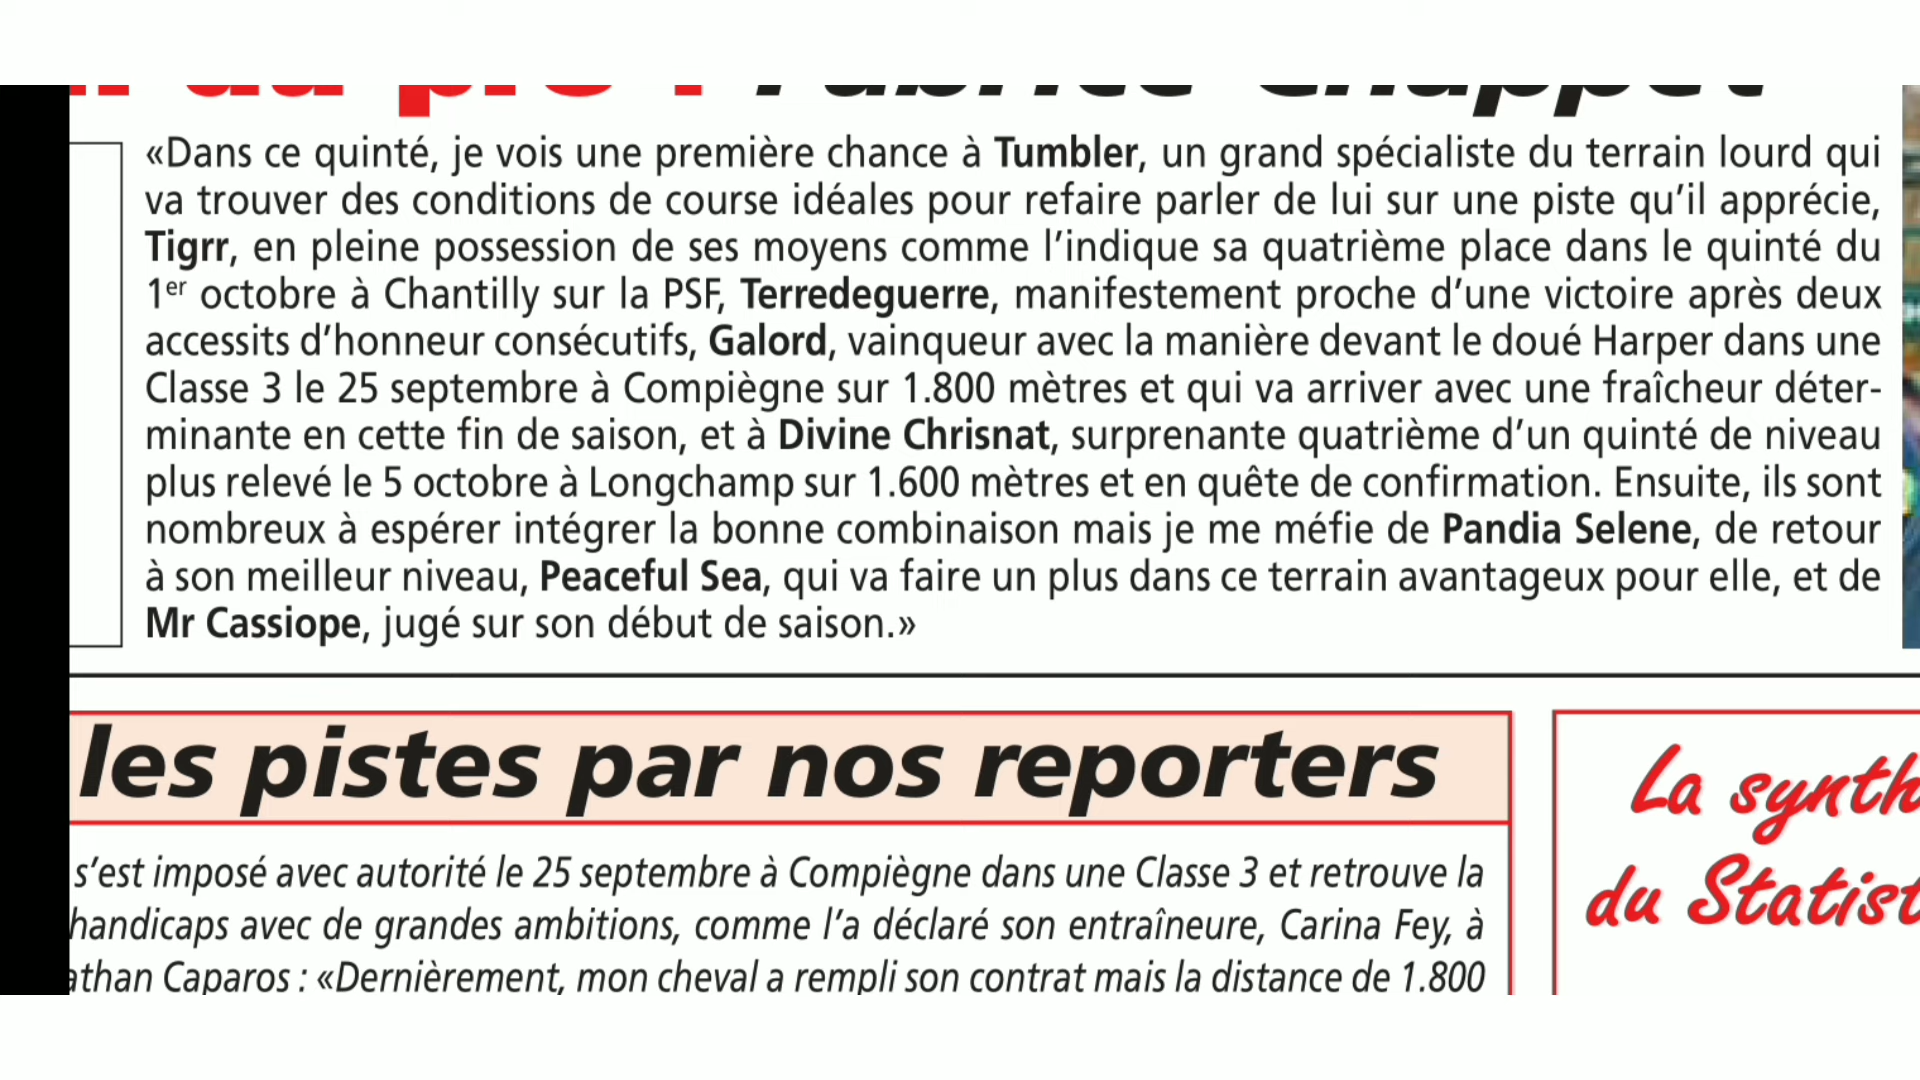 «Dans ce quinté, je vois une première chance à Tumbler, un grand spécialiste du terrain lourd qui
va trouver des conditions de course idéales pour refaire parler de lui sur une piste qu’il apprécie,
Tigrr, en pleine possession de ses moyens comme l’indique sa quatrième place dans le quinté du
1er octobre à Chantilly sur la PSF, Terredeguerre, manifestement proche d’une victoire après deux
accessits d’honneur consécutifs, Galord, vainqueur avec la manière devant le doué Harper dans une
Classe 3 le 25 septembre à Compiègne sur 1.800 mètres et qui va arriver avec une fraîcheur déter-
minante en cette fin de saison, et à Divine Chrisnat, surprenante quatrième d’un quinté de niveau
plus relevé le 5 octobre à Longchamp sur 1.600 mètres et en quête de confirmation. Ensuite, ils sont
nombreux à espérer intégrer la bonne combinaison mais je me méfie de Pandia Selene, de retour
à son meilleur niveau, Peaceful Sea, qui va faire un plus dans ce terrain avantageux pour elle, et de
Mr Cassiope, jugé sur son début de saison.»
les pistes par nos reporters
s’est imposé avec autorité le 25 septembre à Compiègne dans une Classe 3 et retrouve la
handicaps avec de grandes ambitions, comme l’a déclaré son entraîneure, Carina Fey, à
athan Caparos : «Dernièrement, mon cheval a rempli son contrat mais la distance de 1.800
La synth
du Statist